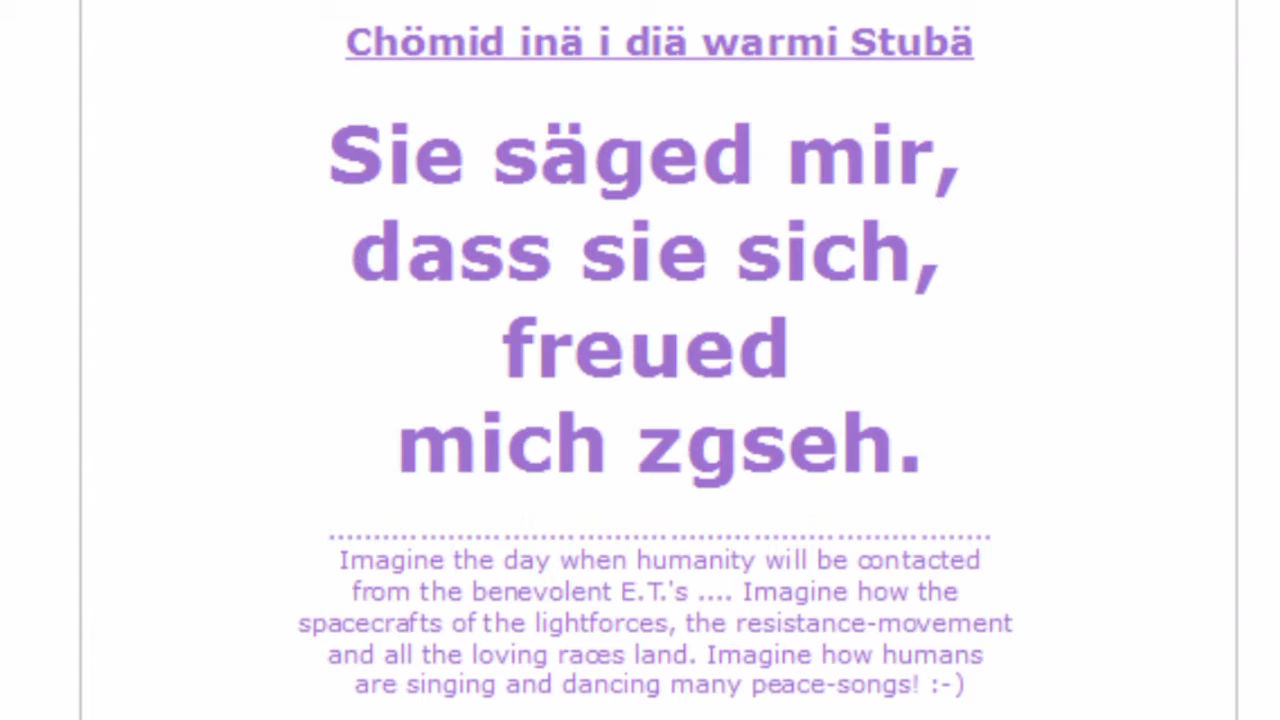 Chömid inä i diä warmi Stubä
Sie säged mir,
dass sie sich,
freued
mich zgseh.
............................................................................
Imagine the day when humanity will be contacted
from the benevolent E.T.'s .... Imagine how the
spacecrafts of the lightforces, the resistance-movement
and all the loving races land. Imagine how humans
are singing and dancing many peace-songs! :-)